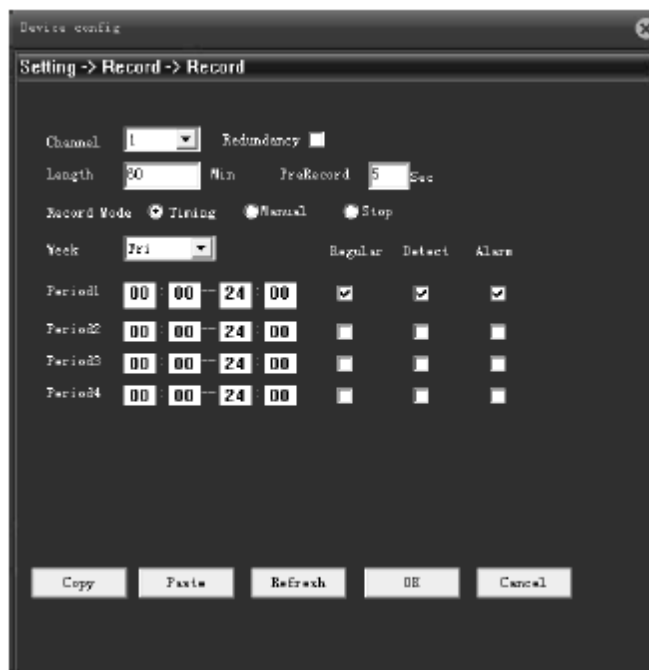 Device config
Setting -> Record -> Record
Channel 1 Redundancy
Length 60 Min PreRecord 5 Sec
Record Mode Timing Manual Stop
Week Fri Regular Detect Alarm
Period1 00 : 00 -- 24 : 00
Period2 00 : 00 -- 24 : 00
Period3 00 : 00 -- 24 : 00
Period4 00 : 00 -- 24 : 00
Copy Paste Refresh OK Cancel